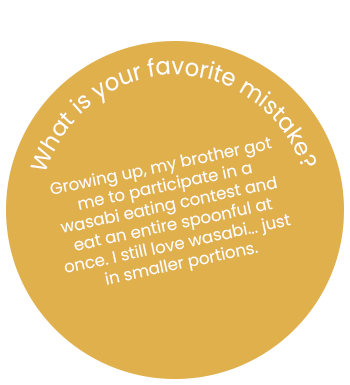 What is your favorite mistake?
Growing up, my brother got
me to participate in a
wasabi eating contest and
eat an entire spoonful at
once. I still love wasabi... just
in smaller portions.